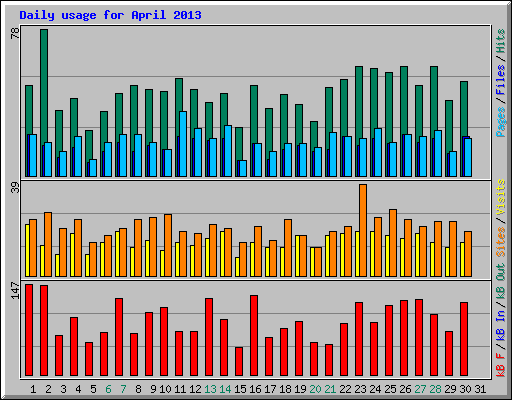 Daily usage for April 2013
78
39
147
Pages / Files / Hits
Sites / Visits
kB F / kB In / kB Out
1 2 3 4 5 6 7 8 9 10 11 12 13 14 15 16 17 18 19 20 21 22 23 24 25 26 27 28 29 30 31